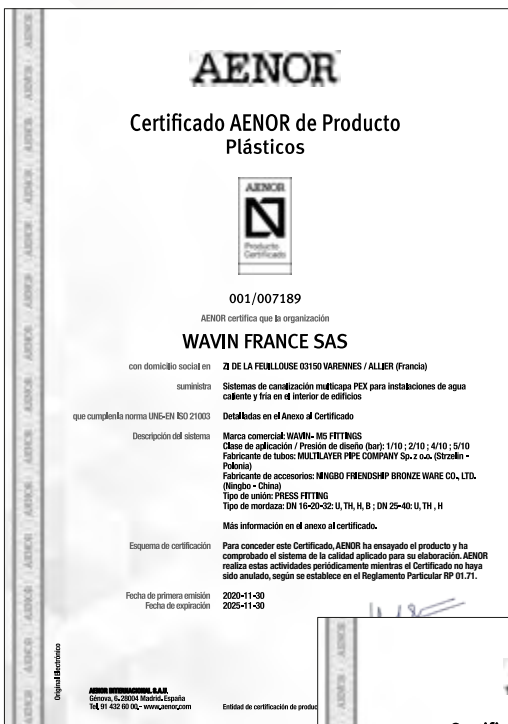 AENOR
Certificado AENOR de Producto
Plásticos
AENOR
Producto
Certificado
001/007189
AENOR certifica que la organización
WAVIN FRANCE SAS
con domicilio social en ZI DE LA FEUILLOUSE 03150 VARENNES / ALLIER (Francia)
suministra Sistemas de canalización multicapa PEX para instalaciones de agua
caliente y fría en el interior de edificios
que cumplen la norma UNE-EN ISO 21003 Detalladas en el Anexo al Certificado
Descripción del sistema Marca comercial: WAVIN- M5 FITTINGS
Clase de aplicación / Presión de diseño (bar): 1/10 ; 2/10 ; 4/10 ; 5/10
Fabricante de tubos: MULTILAYER PIPE COMPANY Sp. z o.o. (Strzelin -
Polonia)
Fabricante de accesorios: NINGBO FRIENDSHIP BRONZE WARE CO., LTD.
(Ningbo - China)
Tipo de unión: PRESS FITTING
Tipo de mordaza: DN 16-20-32: U, TH, H, B ; DN 25-40: U, TH , H
Más información en el anexo al certificado.
Esquema de certificación Para conceder este Certificado, AENOR ha ensayado el producto y ha
comprobado el sistema de la calidad aplicado para su elaboración. AENOR
realiza estas actividades periódicamente mientras el Certificado no haya
sido anulado, según se establece en el Reglamento Particular RP 01.71.
Fecha de primera emisión 2020-11-30
Fecha de expiración 2025-11-30
Original Electrónico
AENOR INTERNACIONAL S.A.U.
Génova, 6. 28004 Madrid. España
Tel. 91 432 60 00.- www.aenor.com Entidad de certificación de produc